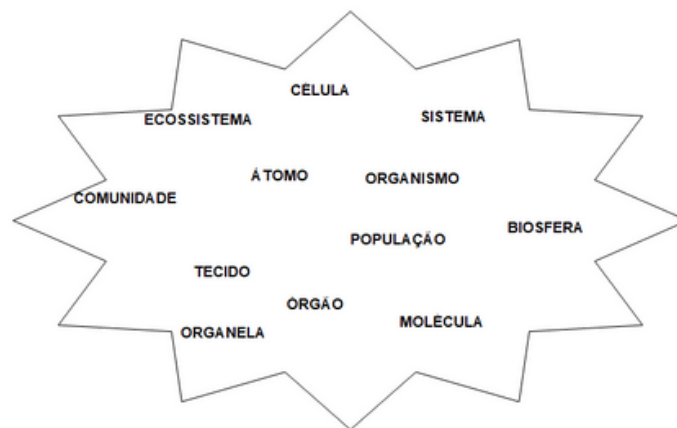 CÉLULA
ECOSSISTEMA
SISTEMA
ÁTOMO
ORGANISMO
COMUNIDADE
POPULAÇÃO
BIOSFERA
TECIDO
ÓRGÃO
ORGANELA
MOLÉCULA